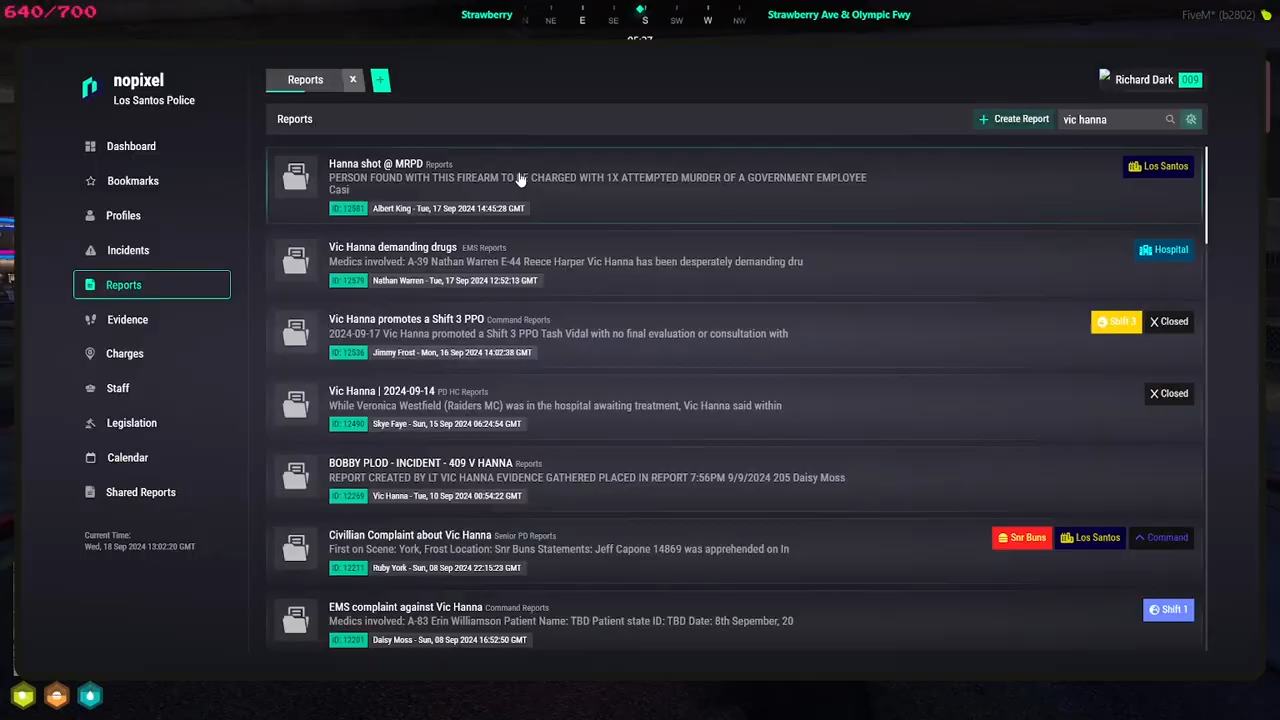 640/700
Strawberry
N
NE
E
SE
S
SW
W
NW
Strawberry Ave & Olympic Fwy
FiveM* (b2802)
nopixel
Los Santos Police
Reports
x
+
Richard Dark 009
Reports
+ Create Report
vic hanna
Dashboard
Bookmarks
Profiles
Incidents
Reports
Evidence
Charges
Staff
Legislation
Calendar
Shared Reports
Current Time:
Wed, 18 Sep 2024 13:02:20 GMT
Hanna shot @ MRPD Reports
PERSON FOUND WITH THIS FIREARM TO BE CHARGED WITH 1X ATTEMPTED MURDER OF A GOVERNMENT EMPLOYEE
Casi
ID: 12581 Albert King - Tue, 17 Sep 2024 14:45:28 GMT
Los Santos
Vic Hanna demanding drugs EMS Reports
Medics involved: A-39 Nathan Warren E-44 Reece Harper Vic Hanna has been desperately demanding dru
ID: 12579 Nathan Warren - Tue, 17 Sep 2024 12:52:13 GMT
Hospital
Vic Hanna promotes a Shift 3 PPO Command Reports
2024-09-17 Vic Hanna promoted a Shift 3 PPO Tash Vidal with no final evaluation or consultation with
ID: 12536 Jimmy Frost - Mon, 16 Sep 2024 14:02:38 GMT
Shift 3
X Closed
Vic Hanna | 2024-09-14 PD HC Reports
While Veronica Westfield (Raiders MC) was in the hospital awaiting treatment, Vic Hanna said within
ID: 12490 Skye Faye - Sun, 15 Sep 2024 06:24:54 GMT
X Closed
BOBBY PLOD - INCIDENT - 409 V HANNA Reports
REPORT CREATED BY LT VIC HANNA EVIDENCE GATHERED PLACED IN REPORT 7:56PM 9/9/2024 205 Daisy Moss
ID: 12269 Vic Hanna - Tue, 10 Sep 2024 00:54:22 GMT
Civillian Complaint about Vic Hanna Senior PD Reports
First on Scene: York, Frost Location: Snr Buns Statements: Jeff Capone 14869 was apprehended on In
ID: 12211 Ruby York - Sun, 08 Sep 2024 22:15:23 GMT
Snr Buns
Los Santos
Command
EMS complaint against Vic Hanna Command Reports
Medics involved: A-83 Erin Williamson Patient Name: TBD Patient state ID: TBD Date: 8th Sepember, 20
ID: 12201 Daisy Moss - Sun, 08 Sep 2024 16:52:50 GMT
Shift 1